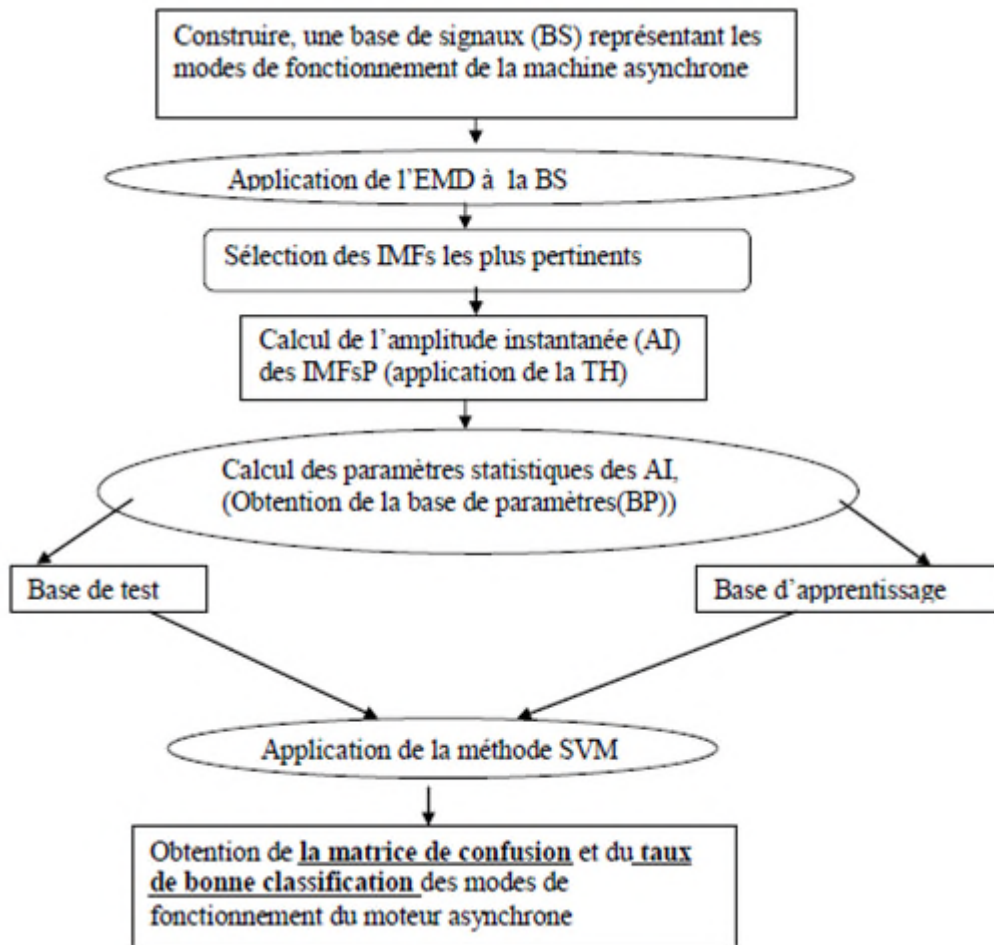 Construire, une base de signaux (BS) représentant les
modes de fonctionnement de la machine asynchrone
Application de l’EMD à la BS
Sélection des IMFs les plus pertinents
Calcul de l’amplitude instantanée (AI)
des IMFsP (application de la TH)
Calcul des paramètres statistiques des AI,
(Obtention de la base de paramètres(BP))
Base de test
Base d’apprentissage
Application de la méthode SVM
Obtention de la matrice de confusion et du taux
de bonne classification des modes de
fonctionnement du moteur asynchrone